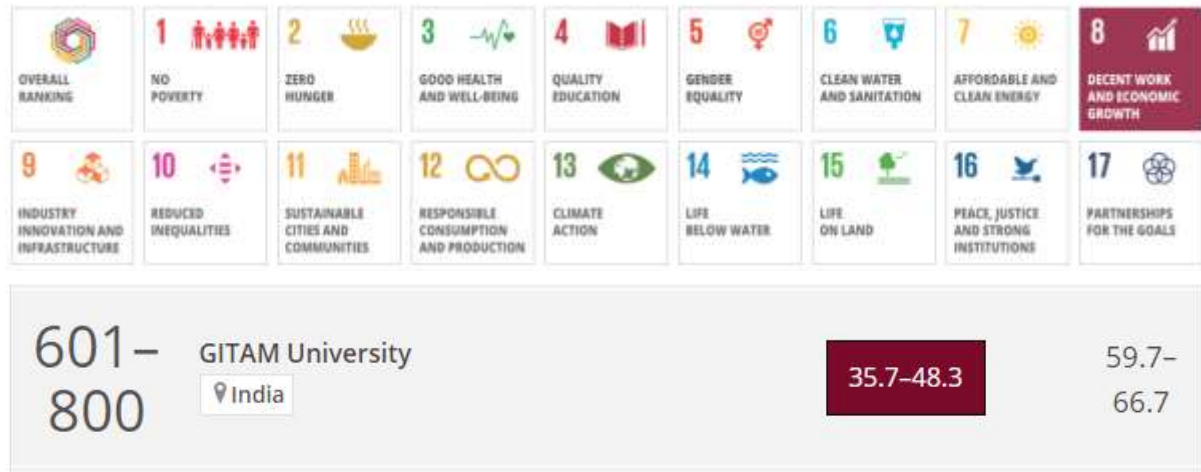 OVERALL
RANKING
1
NO
POVERTY
2
ZERO
HUNGER
3
GOOD HEALTH
AND WELL-BEING
4
QUALITY
EDUCATION
5
GENDER
EQUALITY
6
CLEAN WATER
AND SANITATION
7
AFFORDABLE AND
CLEAN ENERGY
8
DECENT WORK
AND ECONOMIC
GROWTH
9
INDUSTRY
INNOVATION AND
INFRASTRUCTURE
10
REDUCED
INEQUALITIES
11
SUSTAINABLE
CITIES AND
COMMUNITIES
12
RESPONSIBLE
CONSUMPTION
AND PRODUCTION
13
CLIMATE
ACTION
14
LIFE
BELOW WATER
15
LIFE
ON LAND
16
PEACE, JUSTICE
AND STRONG
INSTITUTIONS
17
PARTNERSHIPS
FOR THE GOALS
601–
800
GITAM University
India
35.7–48.3
59.7–
66.7